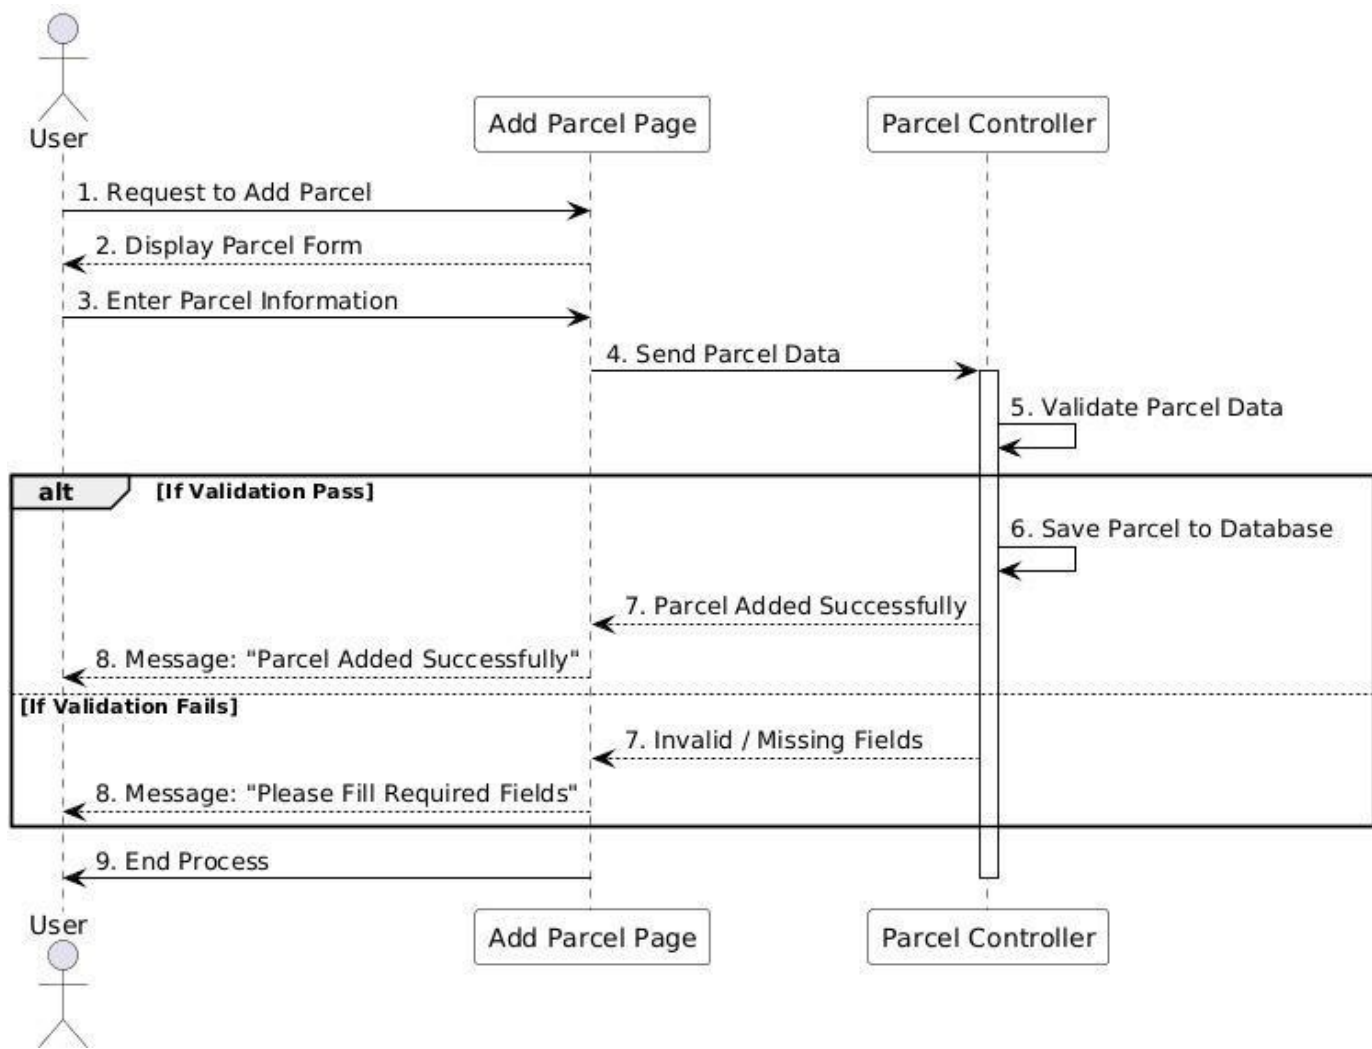 User
Add Parcel Page
Parcel Controller
1. Request to Add Parcel
2. Display Parcel Form
3. Enter Parcel Information
4. Send Parcel Data
5. Validate Parcel Data
alt
[If Validation Pass]
6. Save Parcel to Database
7. Parcel Added Successfully
8. Message: "Parcel Added Successfully"
[If Validation Fails]
7. Invalid / Missing Fields
8. Message: "Please Fill Required Fields"
9. End Process
User
Add Parcel Page
Parcel Controller